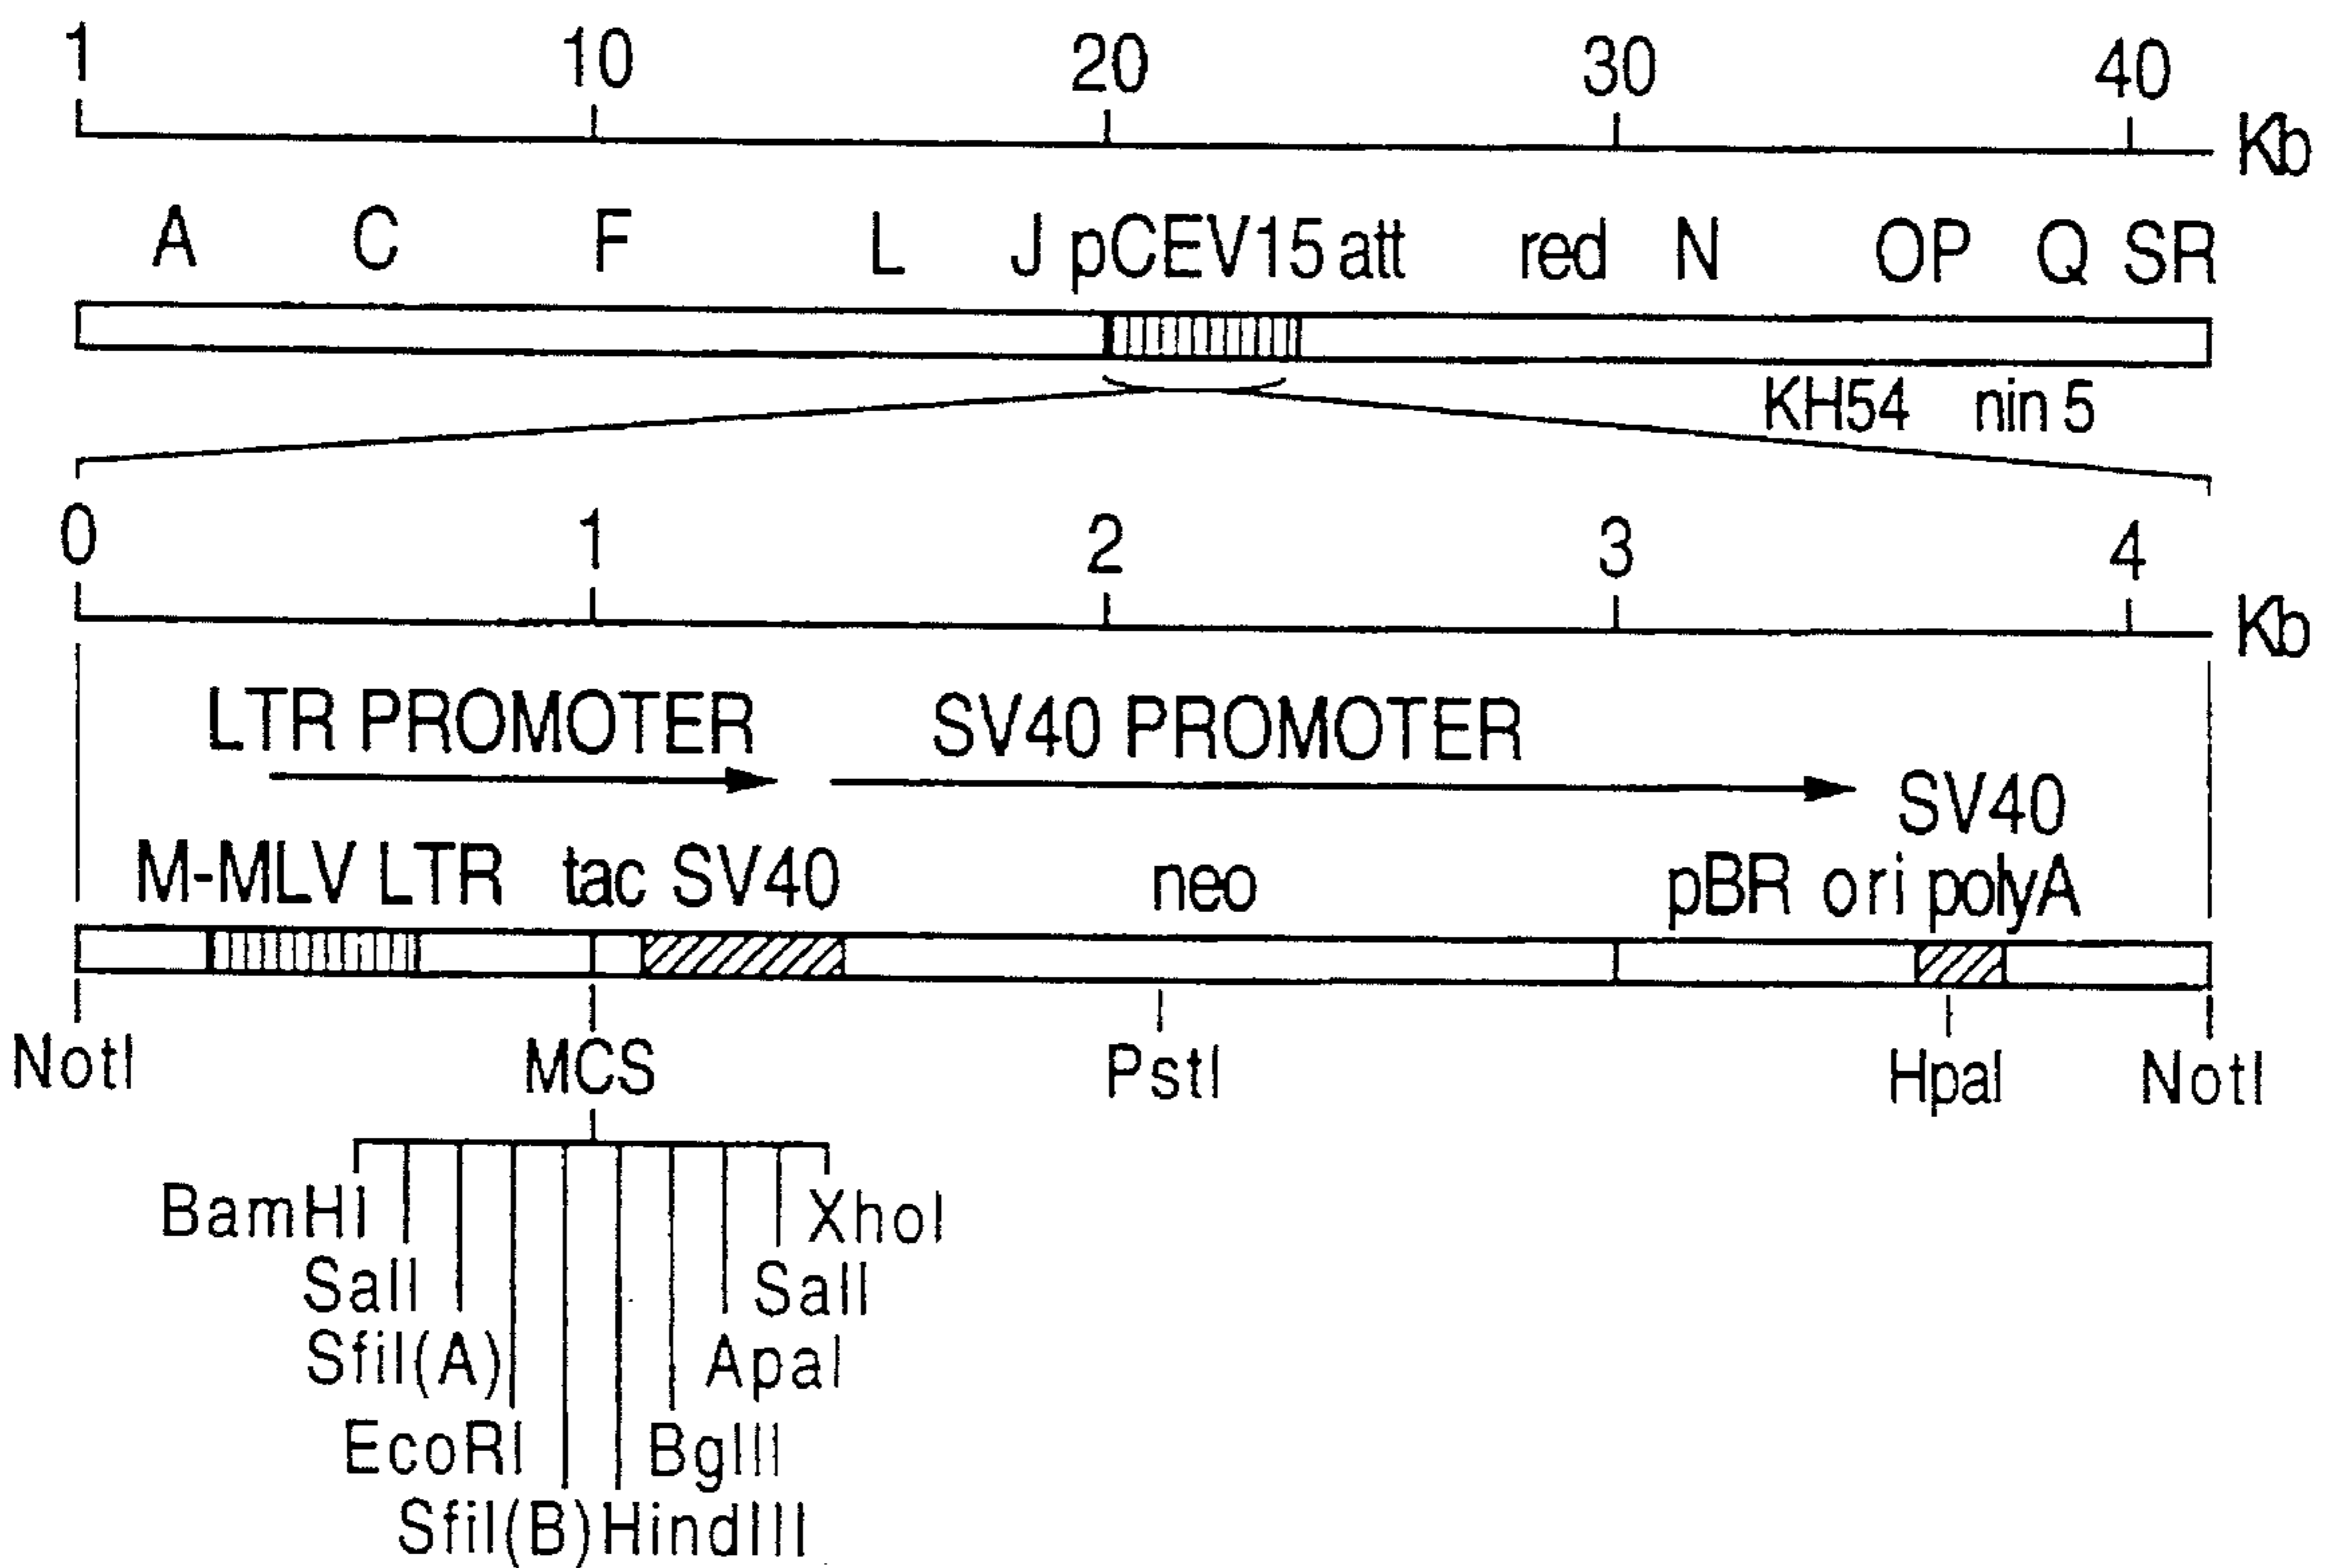 1 10 20 30 40
Kb
A C F L J pCEV15 att red N OP Q SR
KH54 nin 5
0 1 2 3 4
Kb
LTR PROMOTER SV40 PROMOTER
SV40
M-MLV LTR tac SV40 neo pBR ori polyA
NotI MCS PstI HpaI NotI
BamHI XhoI
SalI SalI
SfiI(A) ApaI
EcoRI BglII
SfiI(B) HindIII